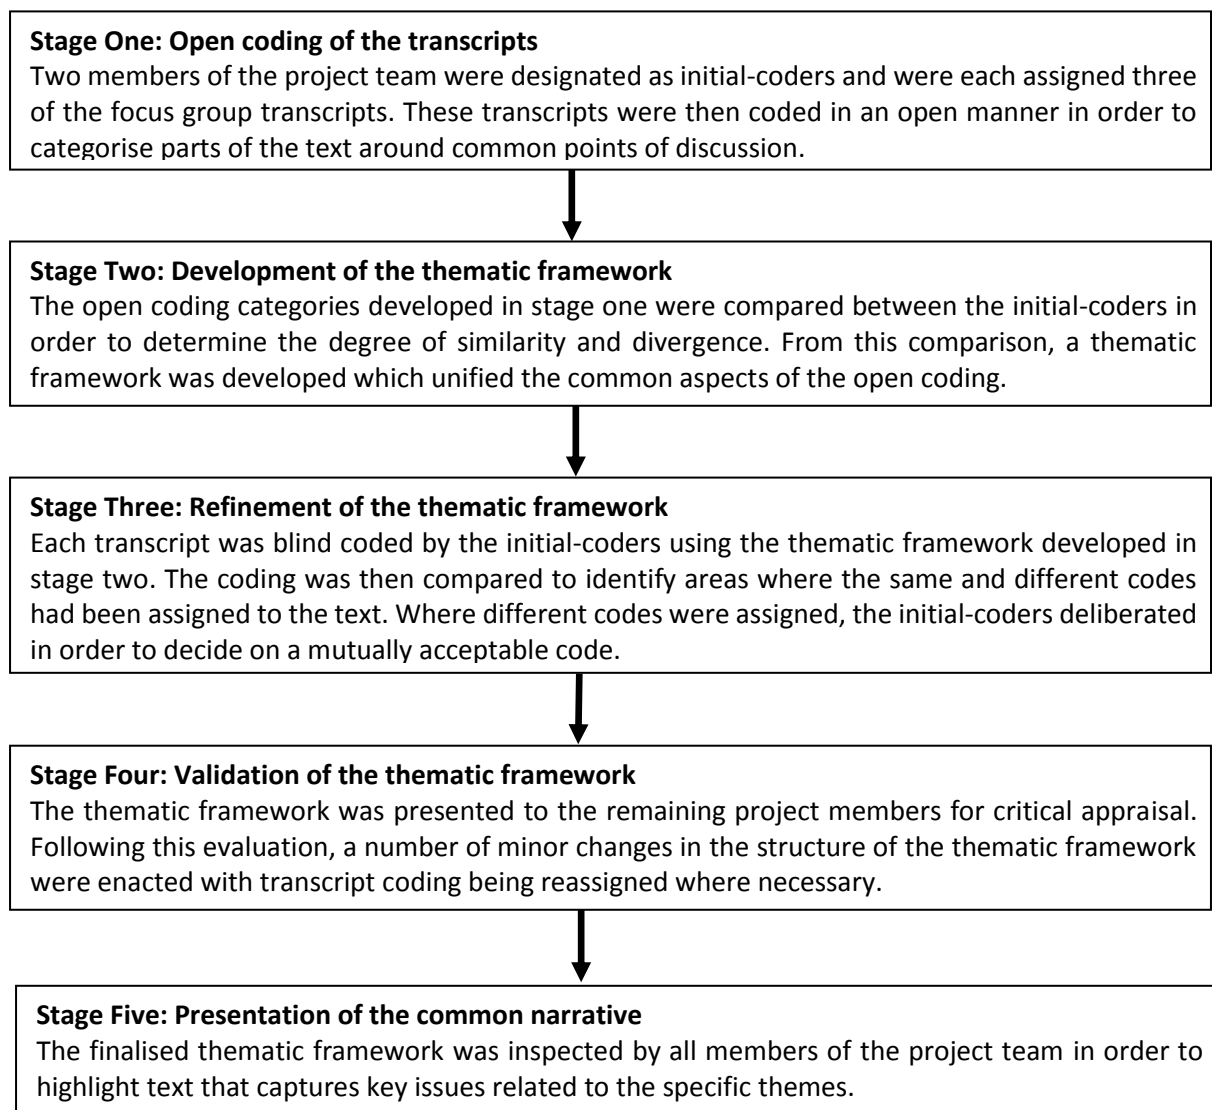 Stage One: Open coding of the transcripts
Two members of the project team were designated as initial-coders and were each assigned three
of the focus group transcripts. These transcripts were then coded in an open manner in order to
categorise parts of the text around common points of discussion.
Stage Two: Development of the thematic framework
The open coding categories developed in stage one were compared between the initial-coders in
order to determine the degree of similarity and divergence. From this comparison, a thematic
framework was developed which unified the common aspects of the open coding.
Stage Three: Refinement of the thematic framework
Each transcript was blind coded by the initial-coders using the thematic framework developed in
stage two. The coding was then compared to identify areas where the same and different codes
had been assigned to the text. Where different codes were assigned, the initial-coders deliberated
in order to decide on a mutually acceptable code.
Stage Four: Validation of the thematic framework
The thematic framework was presented to the remaining project members for critical appraisal.
Following this evaluation, a number of minor changes in the structure of the thematic framework
were enacted with transcript coding being reassigned where necessary.
Stage Five: Presentation of the common narrative
The finalised thematic framework was inspected by all members of the project team in order to
highlight text that captures key issues related to the specific themes.